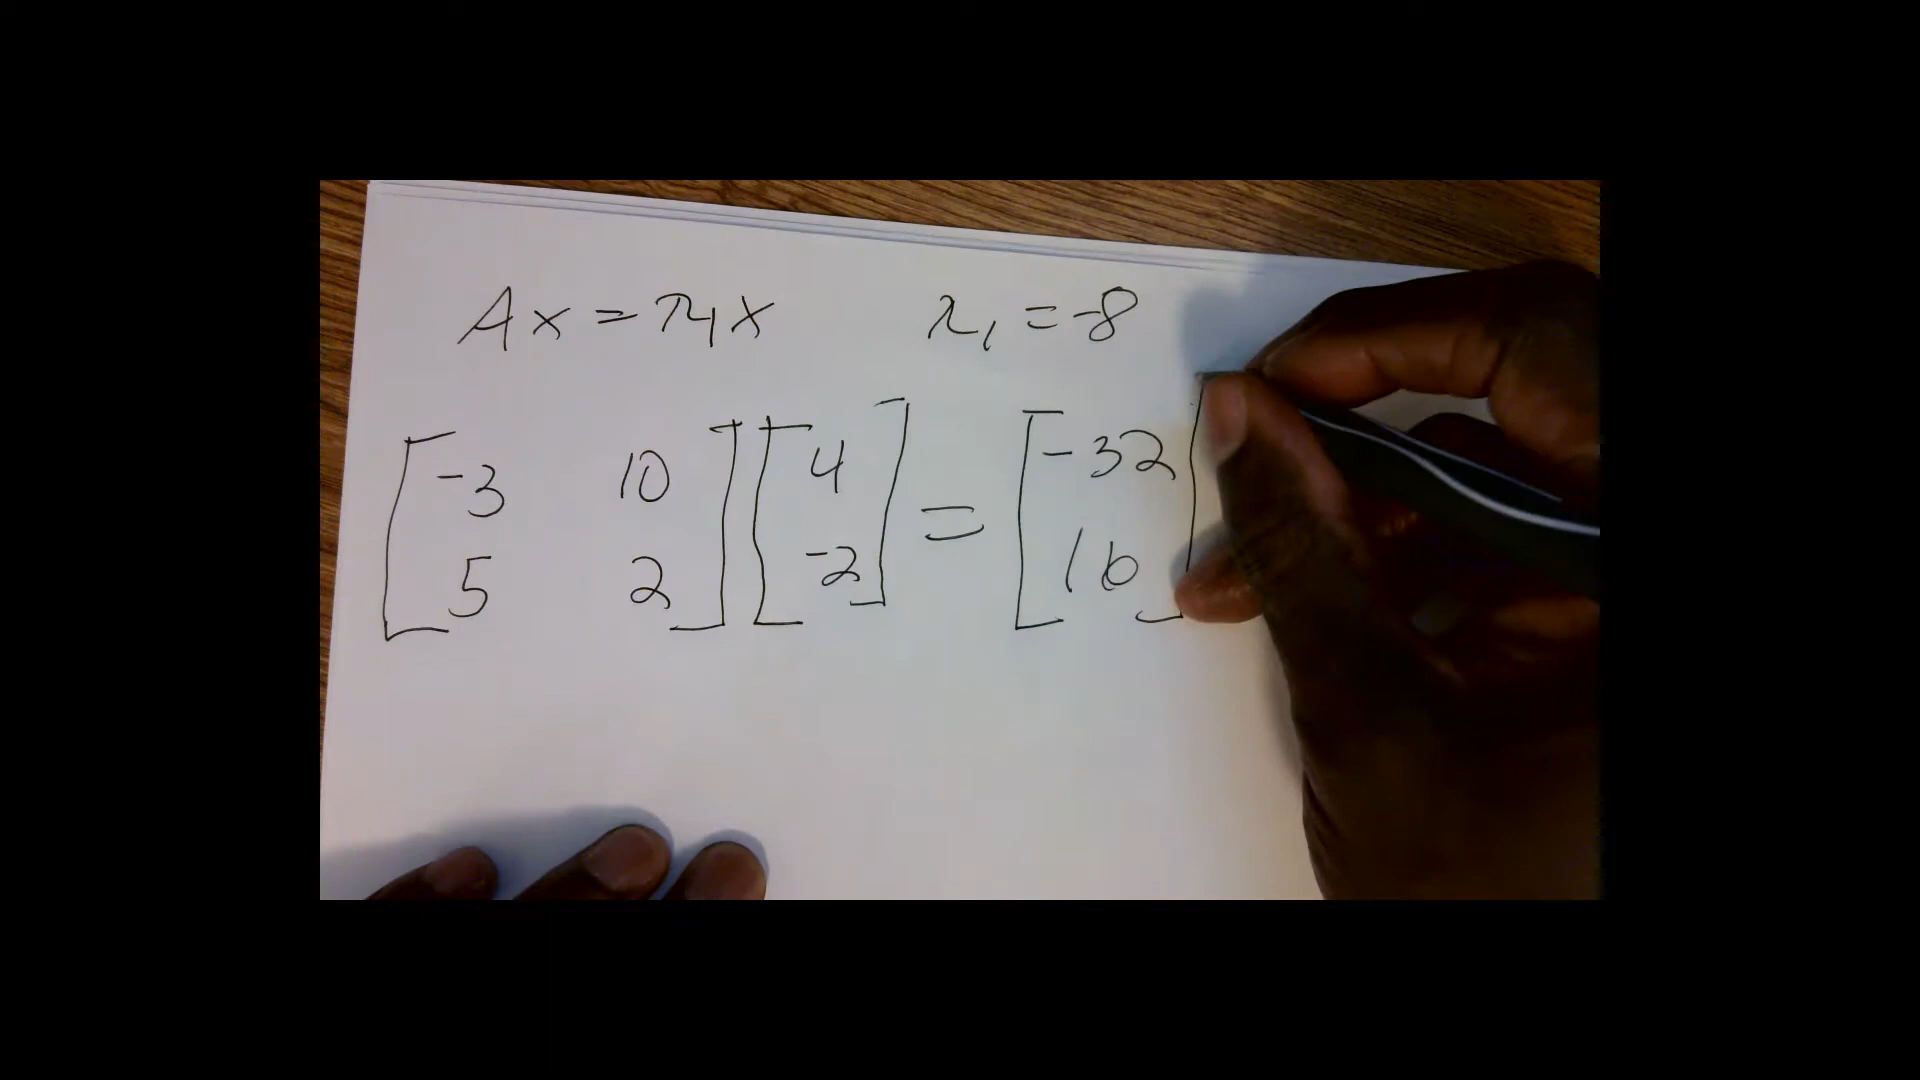 Ax = λ₁x λ₁ = -8
[-3 10] [4] = [-32]
[5 2] [-2] [16]